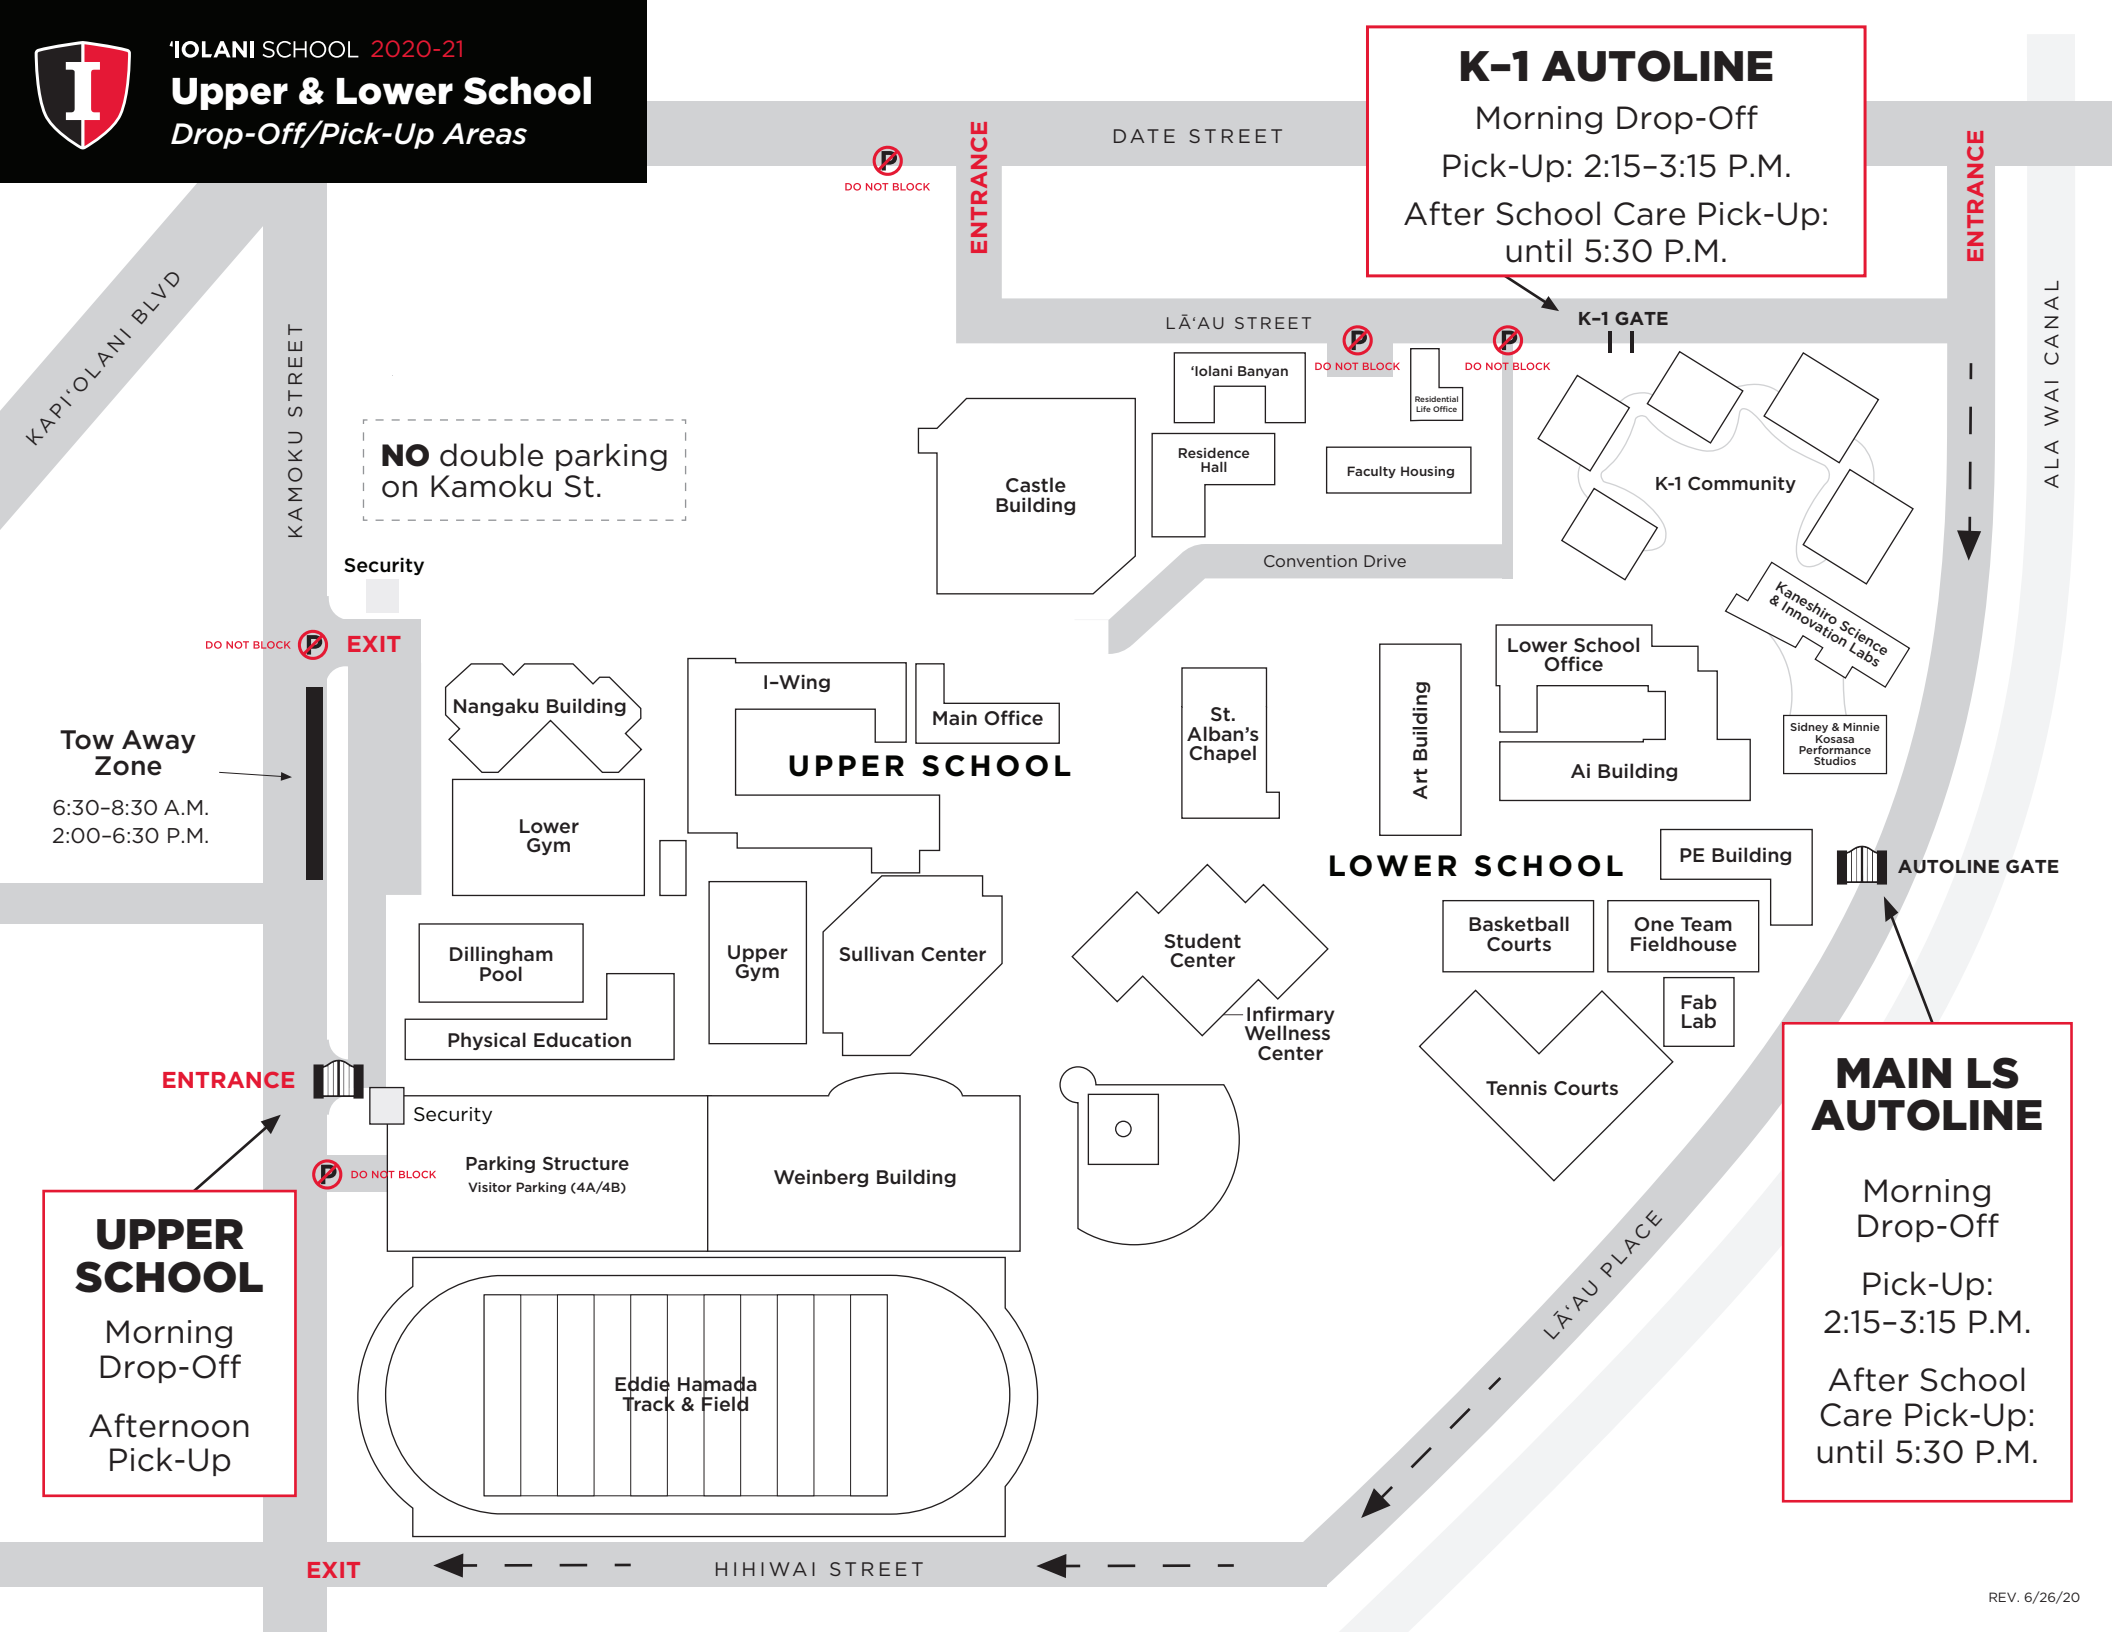 ʻIOLANI SCHOOL 2020-21
Upper & Lower School
Drop-Off/Pick-Up Areas
K–1 AUTOLINE
Morning Drop-Off
Pick-Up: 2:15–3:15 P.M.
After School Care Pick-Up:
until 5:30 P.M.
DATE STREET
ENTRANCE
ENTRANCE
P
DO NOT BLOCK
KAPIʻOLANI BLVD
KAMOKU STREET
ALA WAI CANAL
LĀʻAU STREET
K–1 GATE
P
DO NOT BLOCK
P
DO NOT BLOCK
ʻIolani Banyan
Residential
Life Office
NO double parking
on Kamoku St.
Castle
Building
Residence
Hall
Faculty Housing
K-1 Community
Convention Drive
Security
DO NOT BLOCK
P
EXIT
Kaneshiro Science
& Innovation Labs
Nangaku Building
I–Wing
Main Office
UPPER SCHOOL
St.
Alban's
Chapel
Art Building
Lower School
Office
Ai Building
Sidney & Minnie
Kosasa
Performance
Studios
Tow Away
Zone
6:30–8:30 A.M.
2:00–6:30 P.M.
Lower
Gym
LOWER SCHOOL
PE Building
AUTOLINE GATE
Dillingham
Pool
Upper
Gym
Sullivan Center
Student
Center
Basketball
Courts
One Team
Fieldhouse
Fab
Lab
Infirmary
Wellness
Center
Physical Education
Tennis Courts
ENTRANCE
Security
P
DO NOT BLOCK
Parking Structure
Visitor Parking (4A/4B)
Weinberg Building
UPPER
SCHOOL
Morning
Drop-Off
Afternoon
Pick-Up
MAIN LS
AUTOLINE
Morning
Drop-Off
Pick-Up:
2:15–3:15 P.M.
After School
Care Pick-Up:
until 5:30 P.M.
LĀʻAU PLACE
Eddie Hamada
Track & Field
EXIT
HIHIWAI STREET
REV. 6/26/20